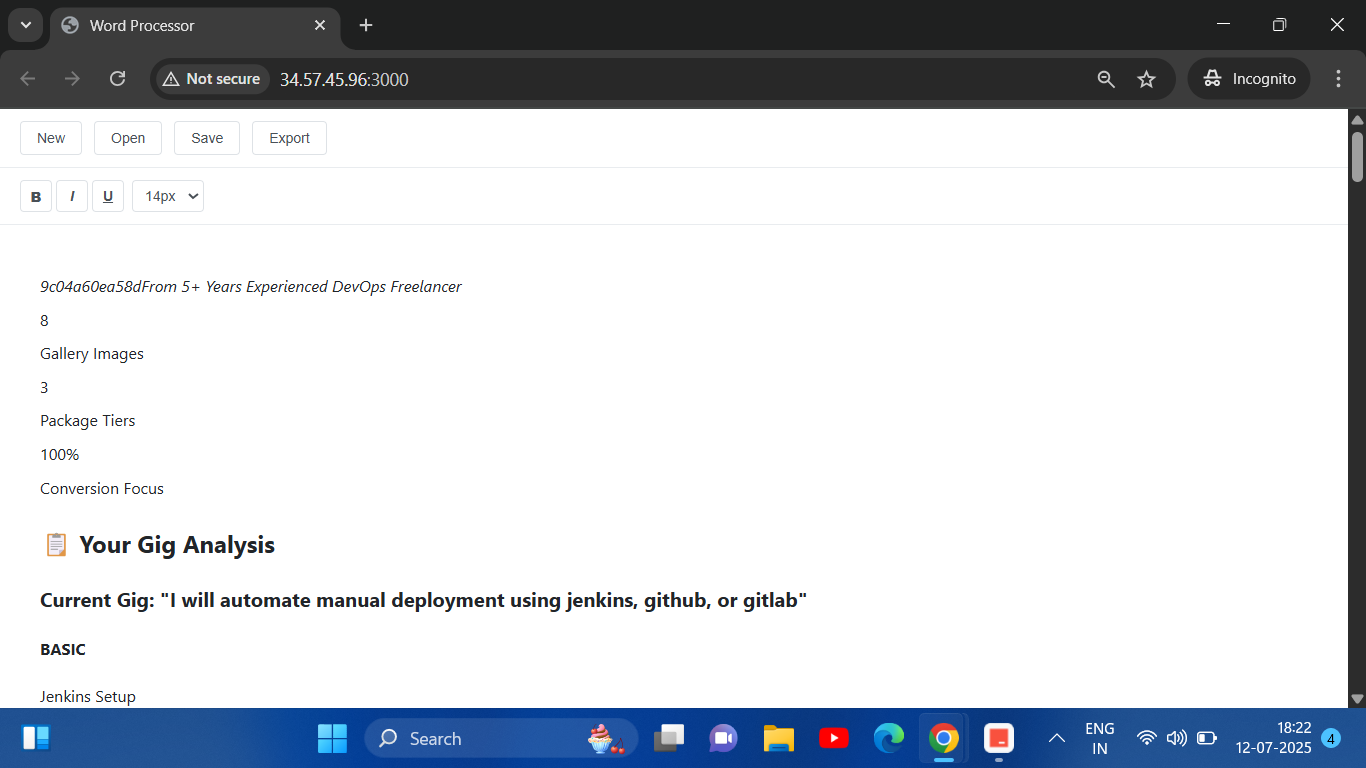 Word Processor
Not secure
34.57.45.96:3000
Incognito
New Open Save Export
B I U 14px
9c04a60ea58dFrom 5+ Years Experienced DevOps Freelancer
8
Gallery Images
3
Package Tiers
100%
Conversion Focus
📋 Your Gig Analysis
Current Gig: "I will automate manual deployment using jenkins, github, or gitlab"
BASIC
Jenkins Setup
Search
ENG
IN
18:22
12-07-2025
4